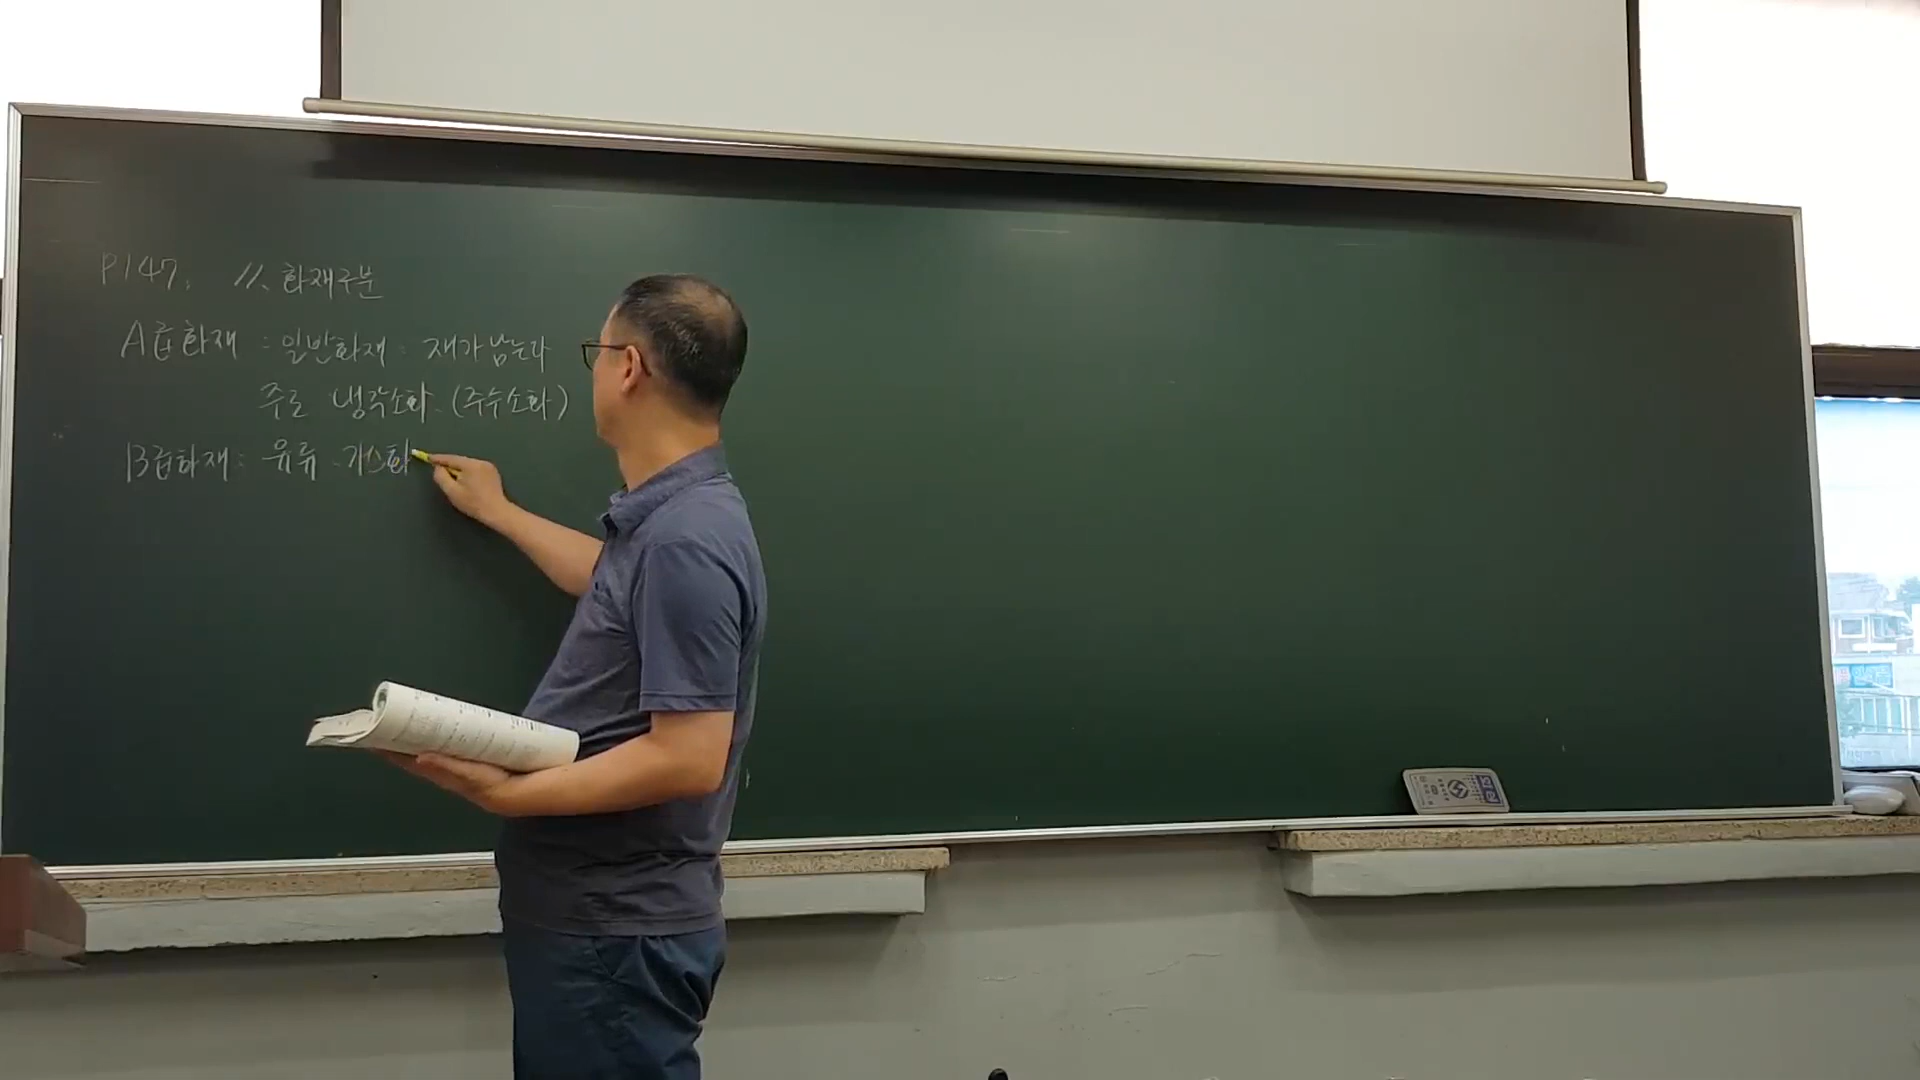 P147. 11. 화재구분
A급화재 : 일반화재 : 재가남는다
주로 냉각소화. (주수소화)
B급화재 : 유류. 가스화